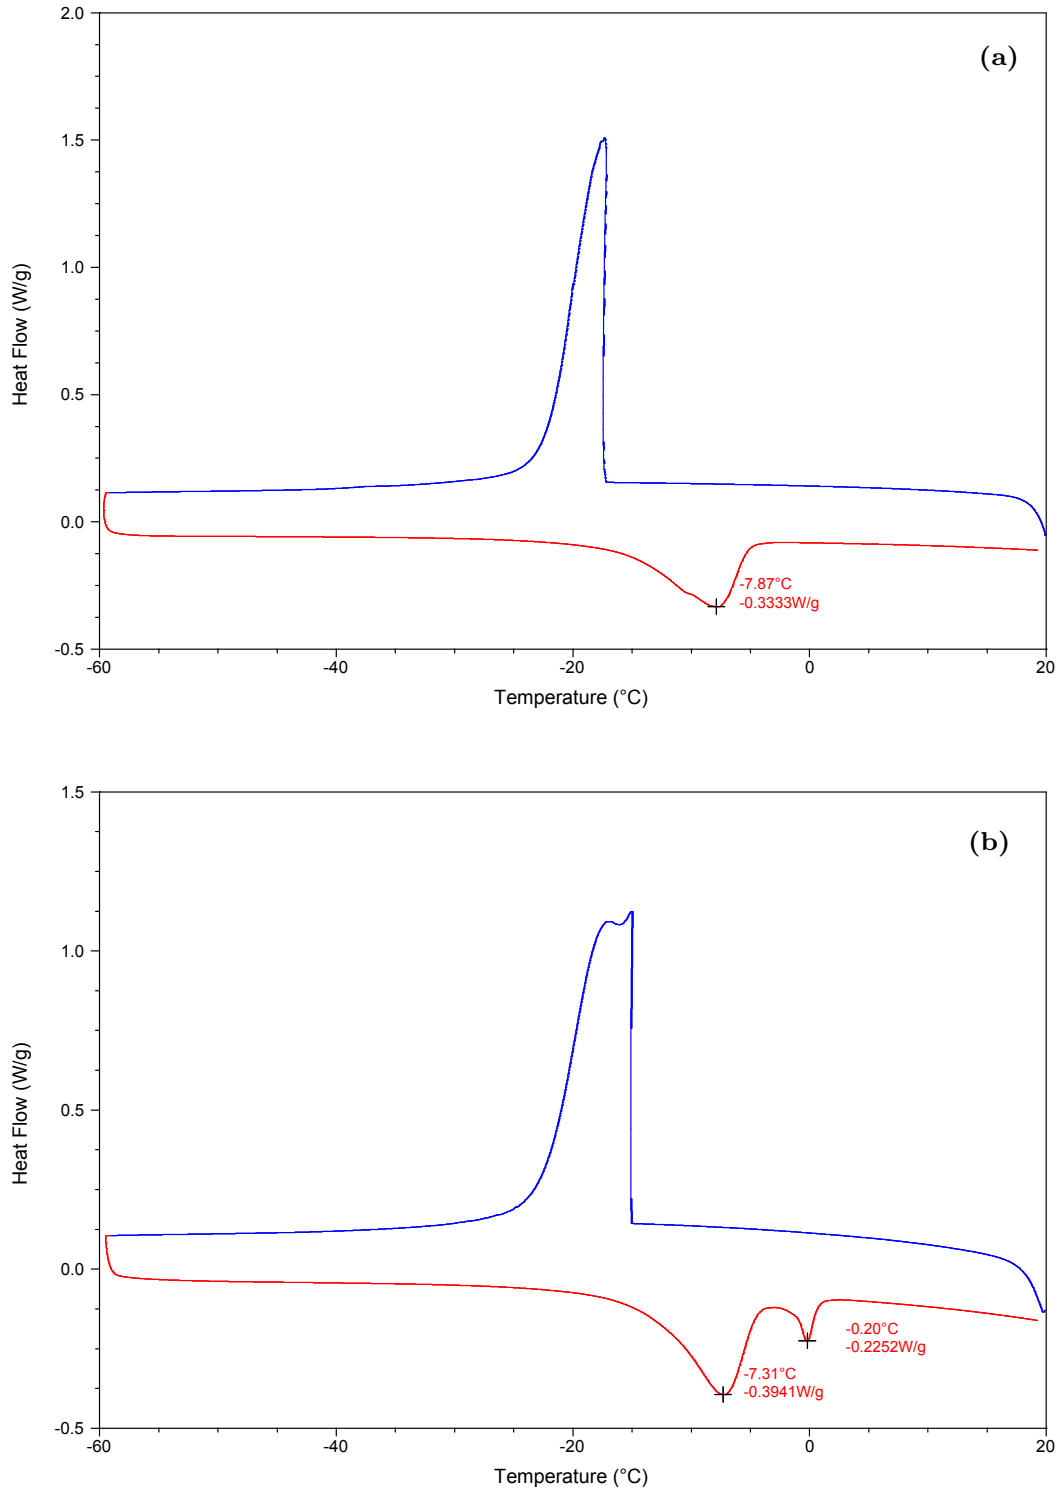 2.0
(a)
1.5
1.0
Heat Flow (W/g)
0.5
0.0
-7.87°C
-0.3333W/g
-0.5
-60
-40
-20
0
20
Temperature (°C)
1.5
(b)
1.0
Heat Flow (W/g)
0.5
0.0
-0.20°C
-0.2252W/g
-7.31°C
-0.3941W/g
-0.5
-60
-40
-20
0
20
Temperature (°C)